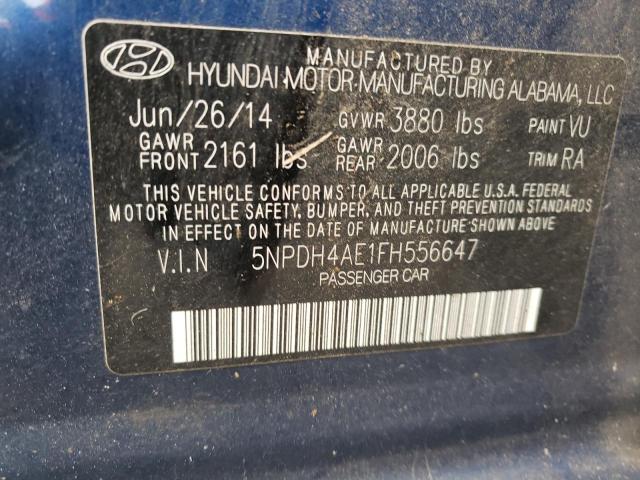 MANUFACTURED BY
HYUNDAI MOTOR MANUFACTURING ALABAMA, LLC
Jun/26/14 GVWR 3880 lbs PAINT VU
GAWR FRONT 2161 lbs GAWR REAR 2006 lbs TRIM RA
THIS VEHICLE CONFORMS TO ALL APPLICABLE U.S.A. FEDERAL
MOTOR VEHICLE SAFETY, BUMPER, AND THEFT PREVENTION STANDARDS
IN EFFECT ON THE DATE OF MANUFACTURE SHOWN ABOVE
V.I.N 5NPDH4AE1FH556647
PASSENGER CAR